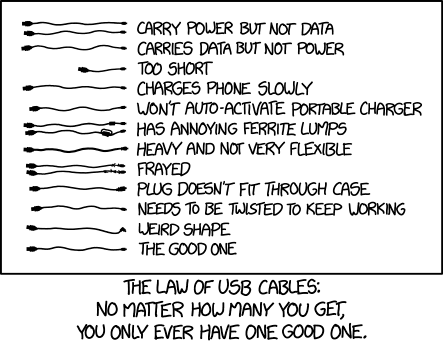 CARRY POWER BUT NOT DATA
CARRIES DATA BUT NOT POWER
TOO SHORT
CHARGES PHONE SLOWLY
WON'T AUTO-ACTIVATE PORTABLE CHARGER
HAS ANNOYING FERRITE LUMPS
HEAVY AND NOT VERY FLEXIBLE
FRAYED
PLUG DOESN'T FIT THROUGH CASE
NEEDS TO BE TWISTED TO KEEP WORKING
WEIRD SHAPE
THE GOOD ONE
THE LAW OF USB CABLES:
NO MATTER HOW MANY YOU GET,
YOU ONLY EVER HAVE ONE GOOD ONE.